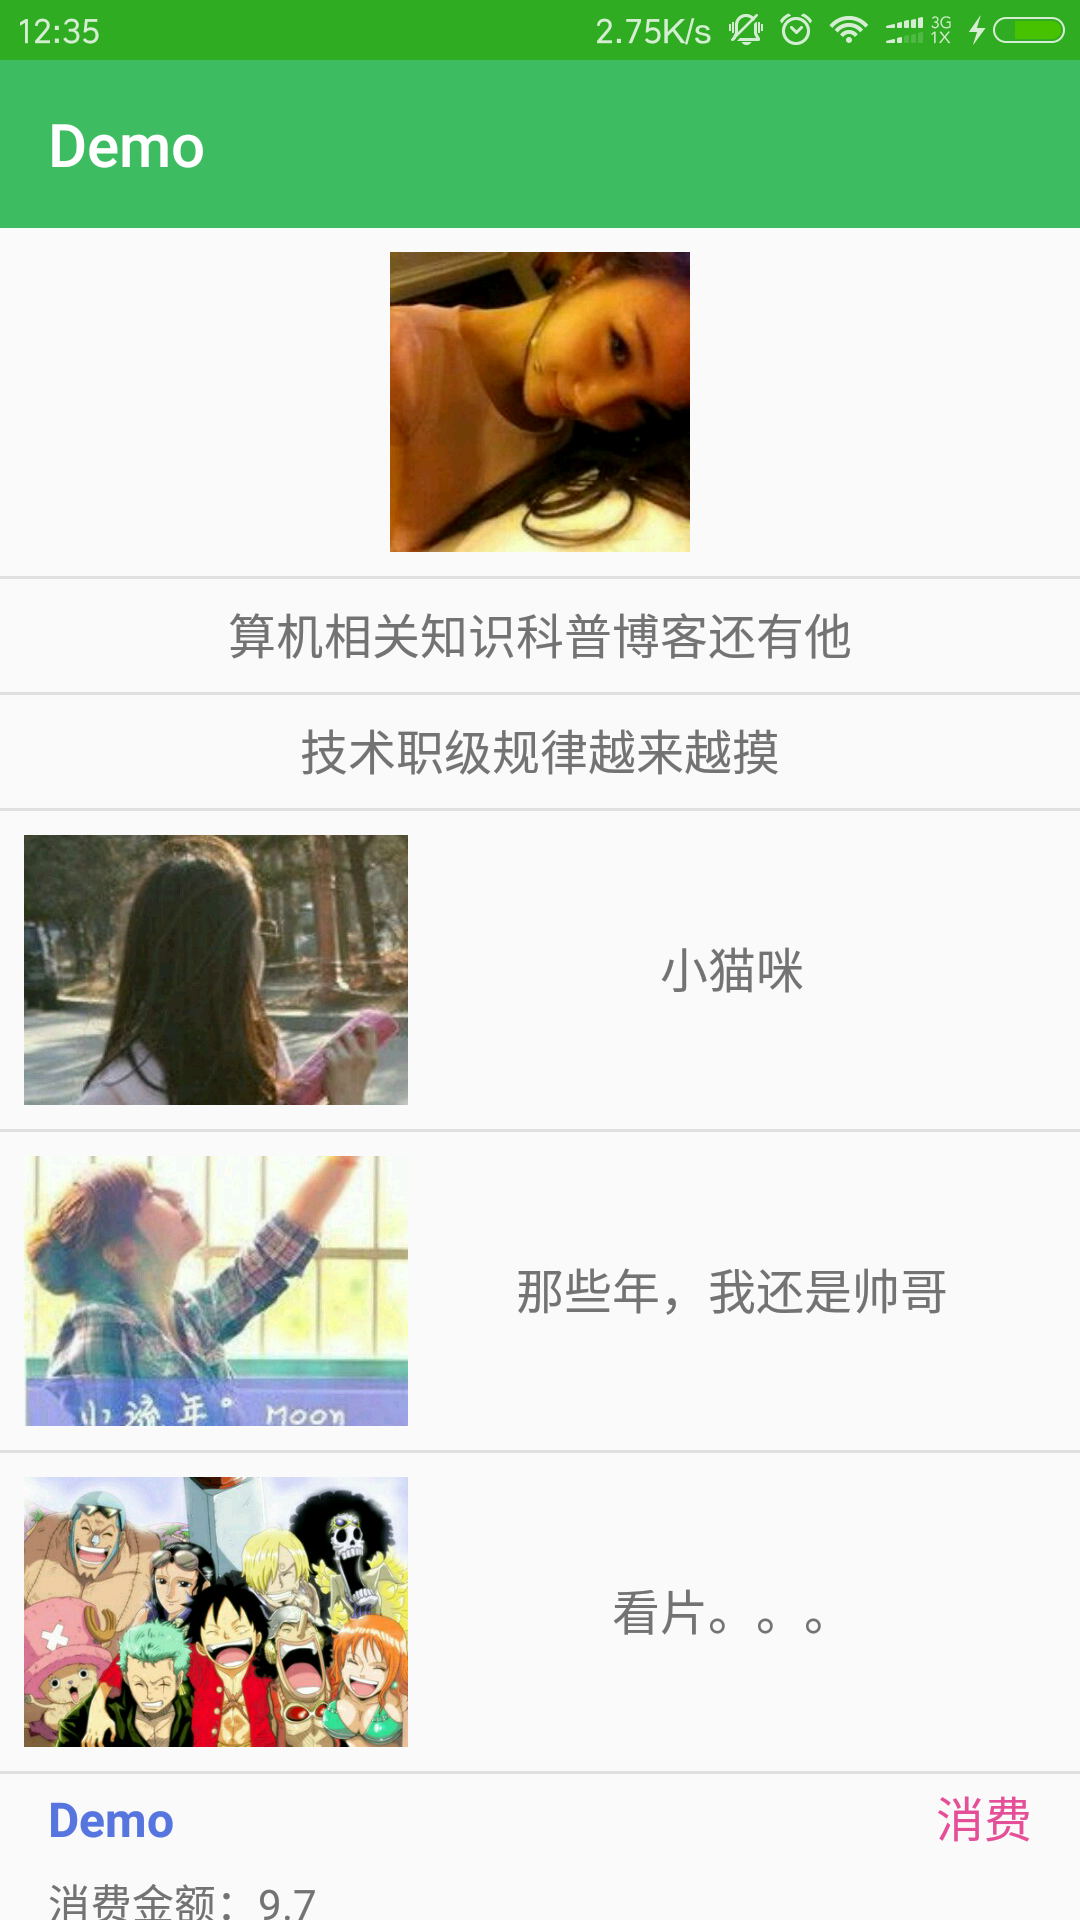 12:35 2.75K/s 3G 1X
Demo
算机相关知识科普博客还有他
技术职级规律越来越摸
小猫咪
那些年，我还是帅哥
小流年。Moon
看片。。。
Demo 消费
消费金额：9.7